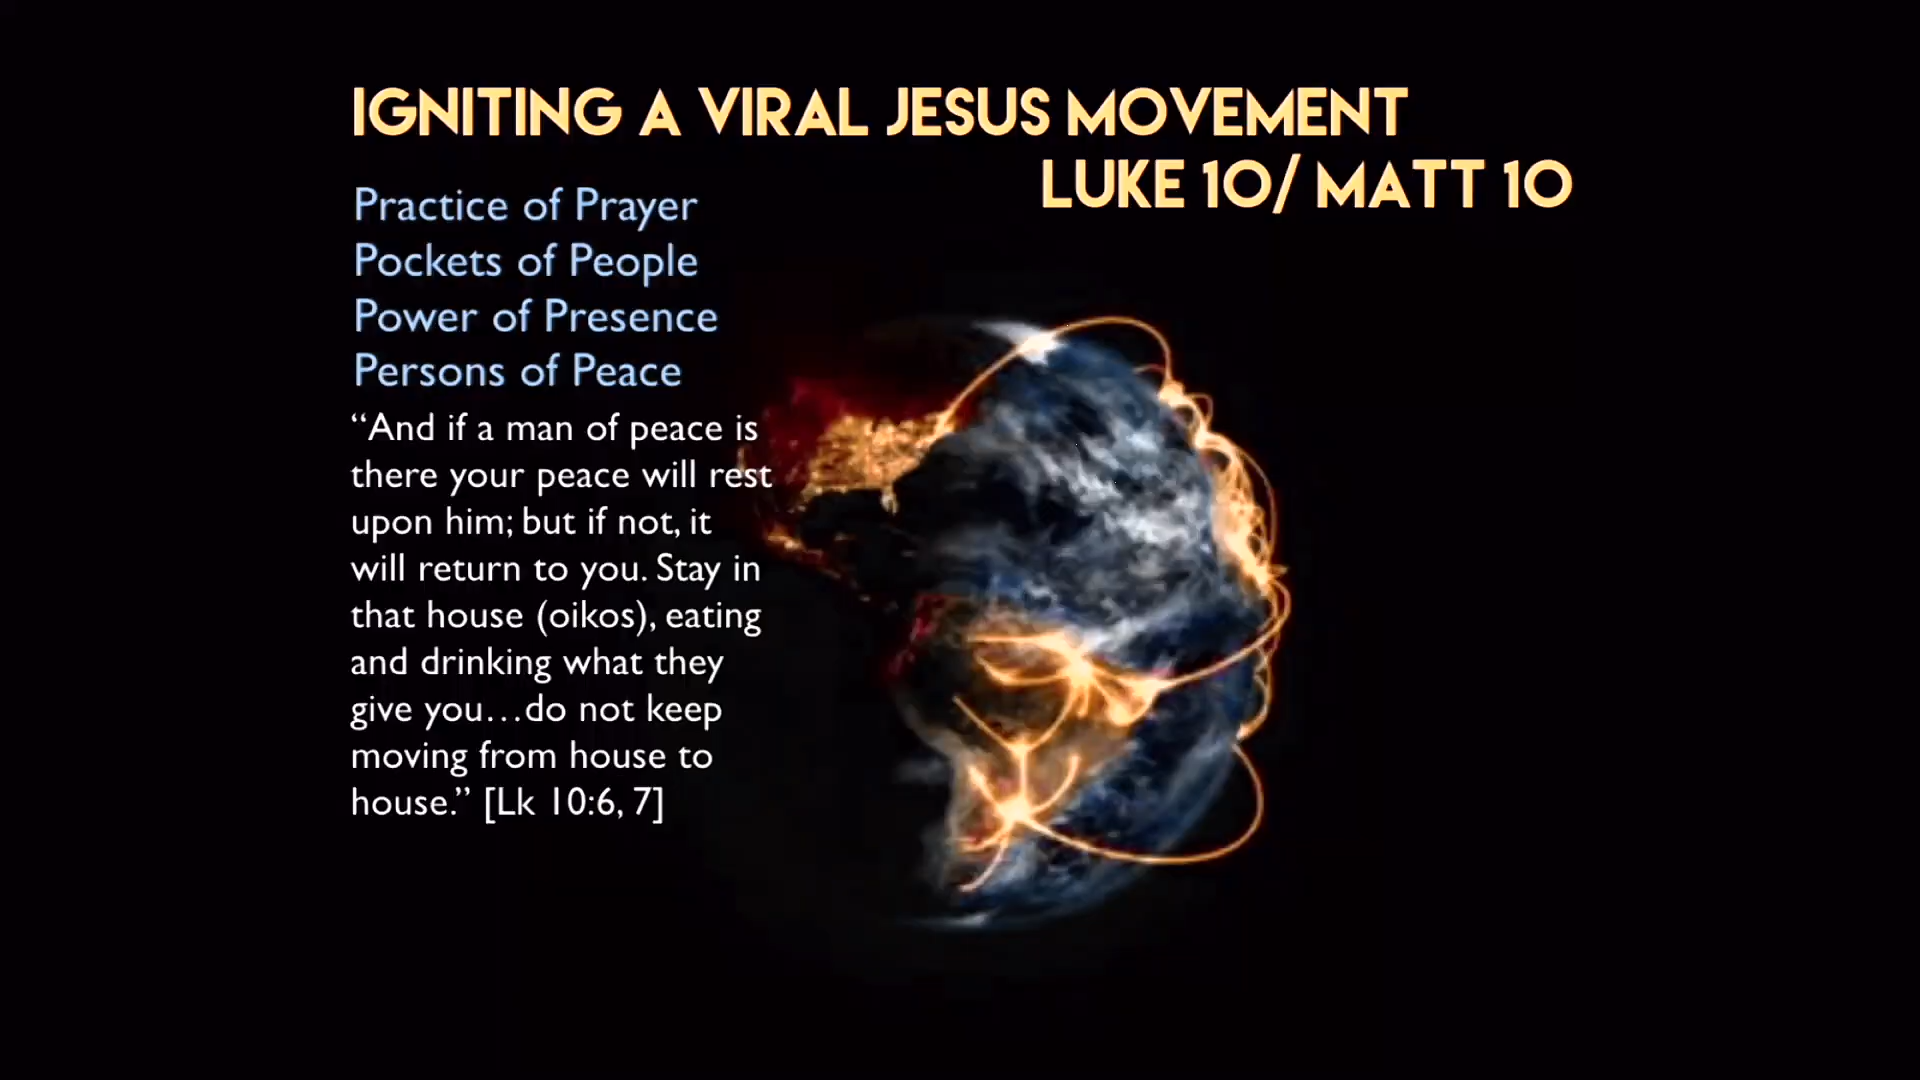 IGNITING A VIRAL JESUS MOVEMENT
LUKE 10/ MATT 10
Practice of Prayer
Pockets of People
Power of Presence
Persons of Peace
“And if a man of peace is
there your peace will rest
upon him; but if not, it
will return to you. Stay in
that house (oikos), eating
and drinking what they
give you…do not keep
moving from house to
house.” [Lk 10:6, 7]